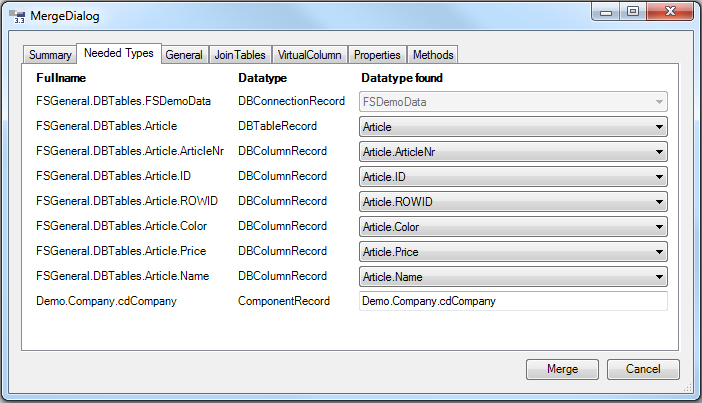 3.3 MergeDialog
Summary Needed Types General JoinTables VirtualColumn Properties Methods
Fullname Datatype Datatype found
FSGeneral.DBTables.FSDemoData DBConnectionRecord FSDemoData
FSGeneral.DBTables.Article DBTableRecord Article
FSGeneral.DBTables.Article.ArticleNr DBColumnRecord Article.ArticleNr
FSGeneral.DBTables.Article.ID DBColumnRecord Article.ID
FSGeneral.DBTables.Article.ROWID DBColumnRecord Article.ROWID
FSGeneral.DBTables.Article.Color DBColumnRecord Article.Color
FSGeneral.DBTables.Article.Price DBColumnRecord Article.Price
FSGeneral.DBTables.Article.Name DBColumnRecord Article.Name
Demo.Company.cdCompany ComponentRecord Demo.Company.cdCompany
Merge Cancel